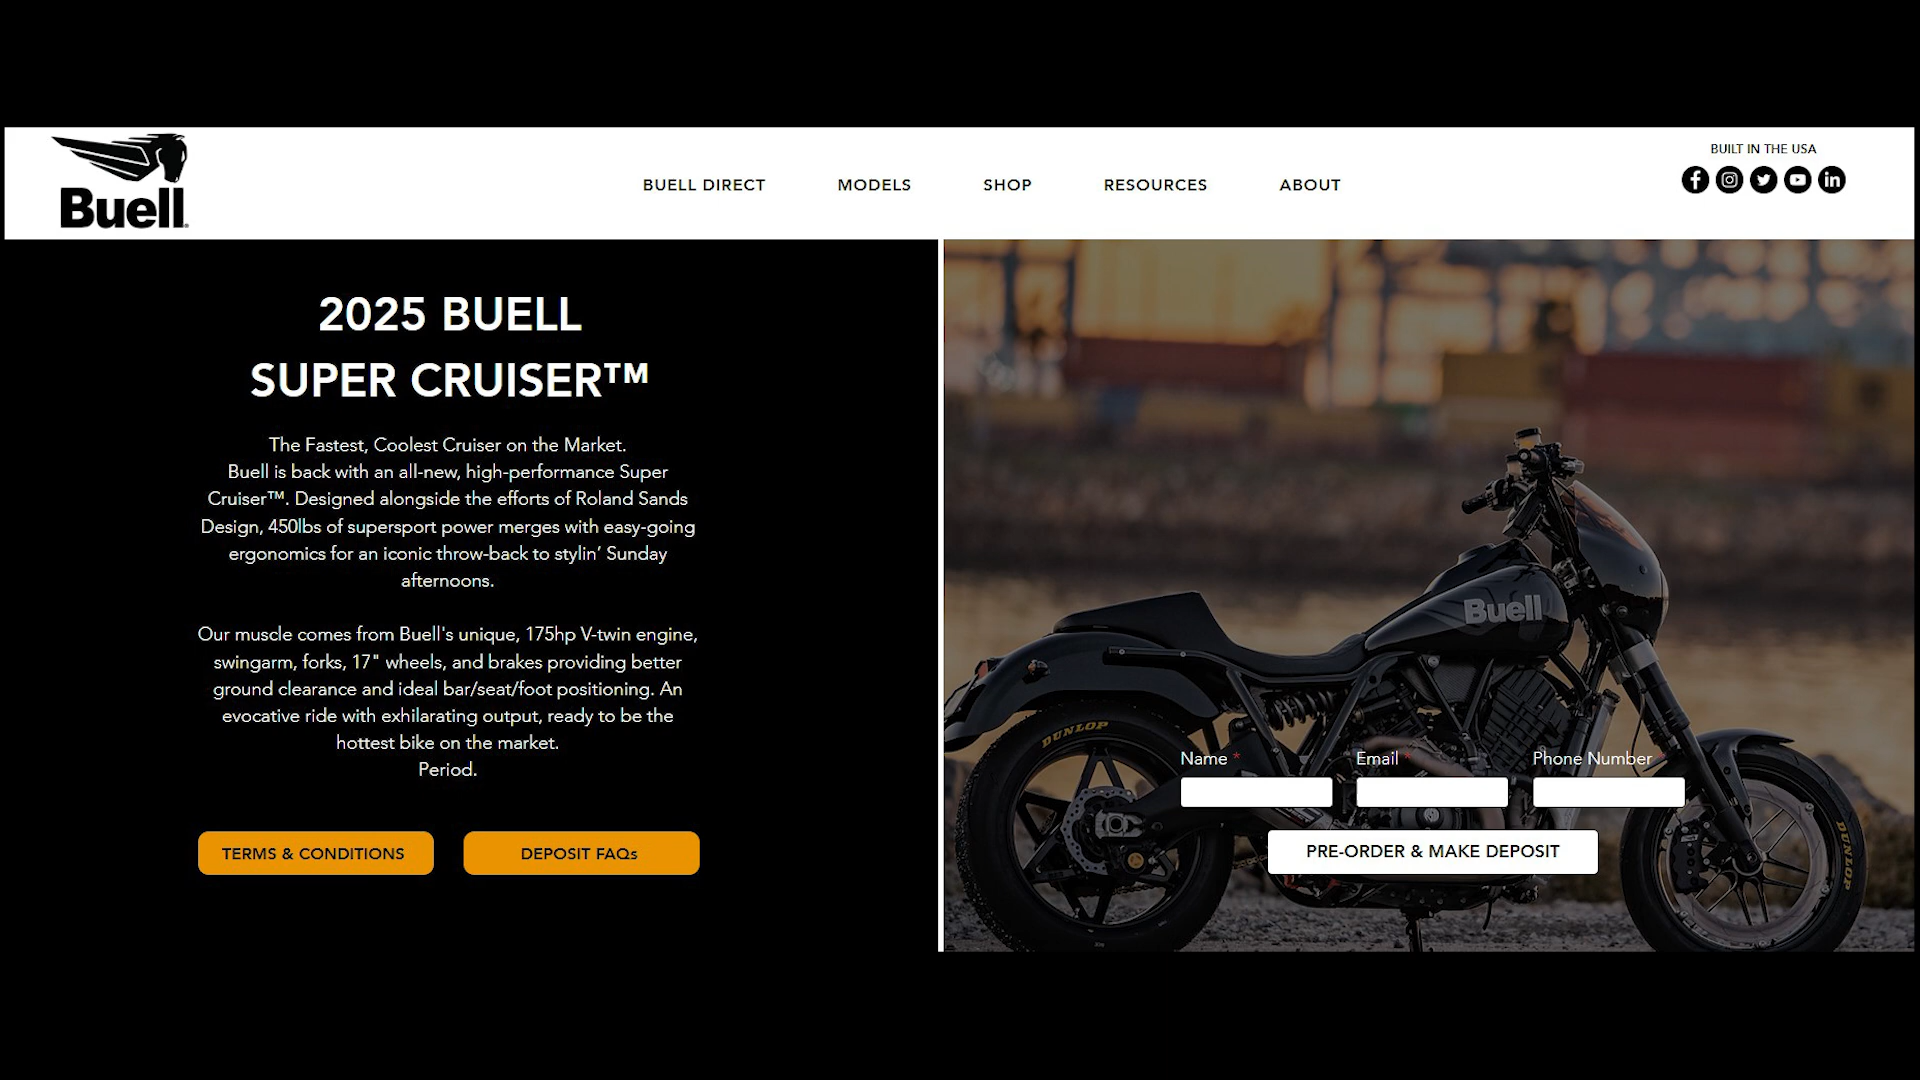 Buell
BUELL DIRECT
MODELS
SHOP
RESOURCES
ABOUT
BUILT IN THE USA
2025 BUELL
SUPER CRUISER™
The Fastest, Coolest Cruiser on the Market.
Buell is back with an all-new, high-performance Super
Cruiser™. Designed alongside the efforts of Roland Sands
Design, 450lbs of supersport power merges with easy-going
ergonomics for an iconic throw-back to stylin’ Sunday
afternoons.
Our muscle comes from Buell's unique, 175hp V-twin engine,
swingarm, forks, 17" wheels, and brakes providing better
ground clearance and ideal bar/seat/foot positioning. An
evocative ride with exhilarating output, ready to be the
hottest bike on the market.
Period.
TERMS & CONDITIONS
DEPOSIT FAQs
Buell
DUNLOP
Name *
Email *
Phone Number *
PRE-ORDER & MAKE DEPOSIT
DUNLOP